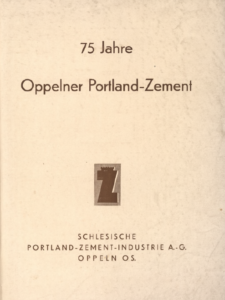 75 Jahre
Oppelner Portland-Zement
Z
SCHLESISCHE
PORTLAND-ZEMENT-INDUSTRIE A.-G.
OPPELN OS.